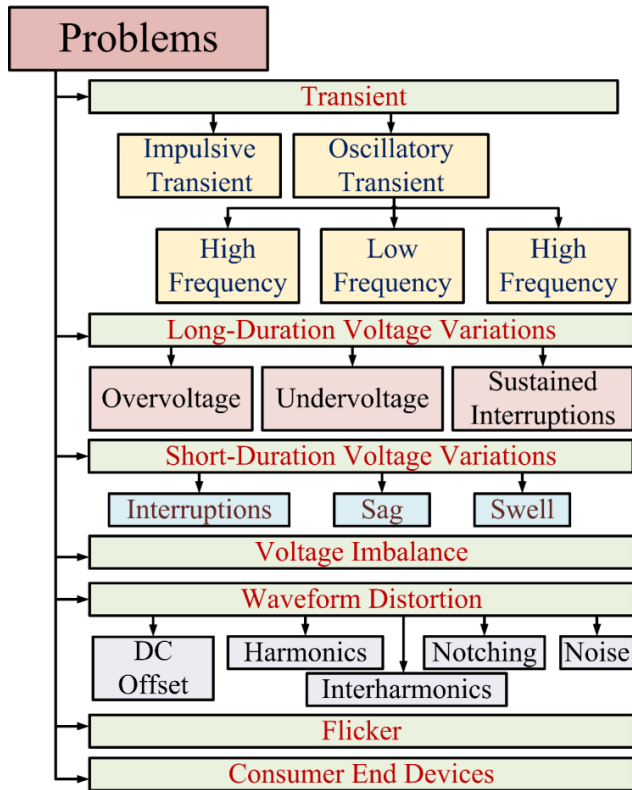 Problems
Transient
Impulsive
Transient
Oscillatory
Transient
High
Frequency
Low
Frequency
High
Frequency
Long-Duration Voltage Variations
Overvoltage
Undervoltage
Sustained
Interruptions
Short-Duration Voltage Variations
Interruptions
Sag
Swell
Voltage Imbalance
Waveform Distortion
DC
Offset
Harmonics
Interharmonics
Notching
Noise
Flicker
Consumer End Devices